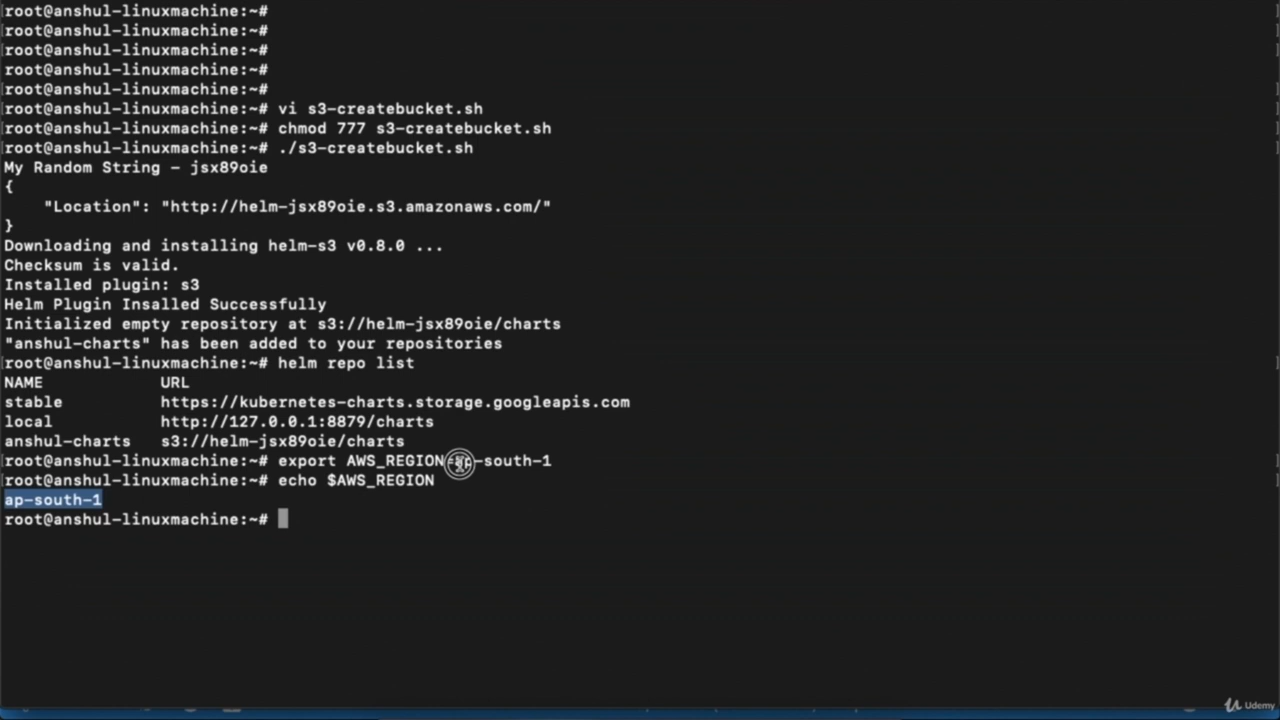 root@anshul-linuxmachine:~#
root@anshul-linuxmachine:~#
root@anshul-linuxmachine:~#
root@anshul-linuxmachine:~#
root@anshul-linuxmachine:~#
root@anshul-linuxmachine:~# vi s3-createbucket.sh
root@anshul-linuxmachine:~# chmod 777 s3-createbucket.sh
root@anshul-linuxmachine:~# ./s3-createbucket.sh
My Random String - jsx89oie
{
    "Location": "http://helm-jsx89oie.s3.amazonaws.com/"
}
Downloading and installing helm-s3 v0.8.0 ...
Checksum is valid.
Installed plugin: s3
Helm Plugin Insalled Successfully
Initialized empty repository at s3://helm-jsx89oie/charts
"anshul-charts" has been added to your repositories
root@anshul-linuxmachine:~# helm repo list
NAME            URL
stable          https://kubernetes-charts.storage.googleapis.com
local           http://127.0.0.1:8879/charts
anshul-charts   s3://helm-jsx89oie/charts
root@anshul-linuxmachine:~# export AWS_REGION=ap-south-1
root@anshul-linuxmachine:~# echo $AWS_REGION
ap-south-1
root@anshul-linuxmachine:~#
Udemy